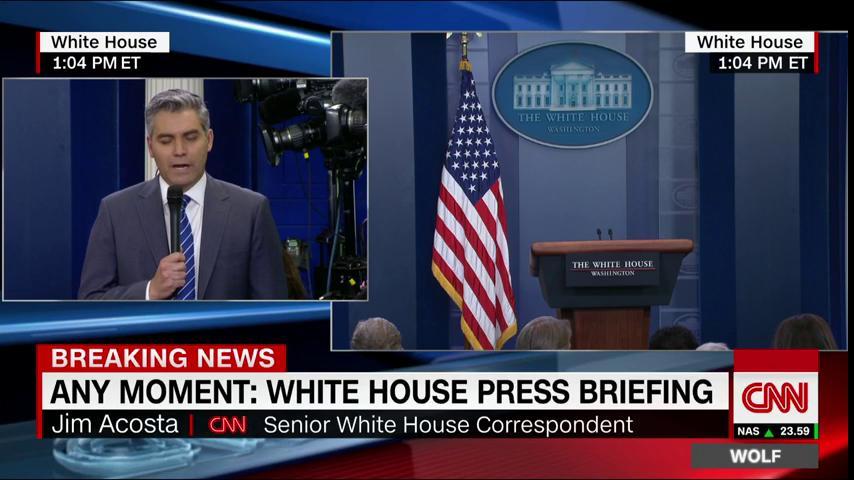 White House
1:04 PM ET
White House
1:04 PM ET
THE WHITE HOUSE
WASHINGTON
THE WHITE HOUSE
WASHINGTON
BREAKING NEWS
ANY MOMENT: WHITE HOUSE PRESS BRIEFING
Jim Acosta CNN Senior White House Correspondent
CNN
NAS ▲ 23.59
WOLF